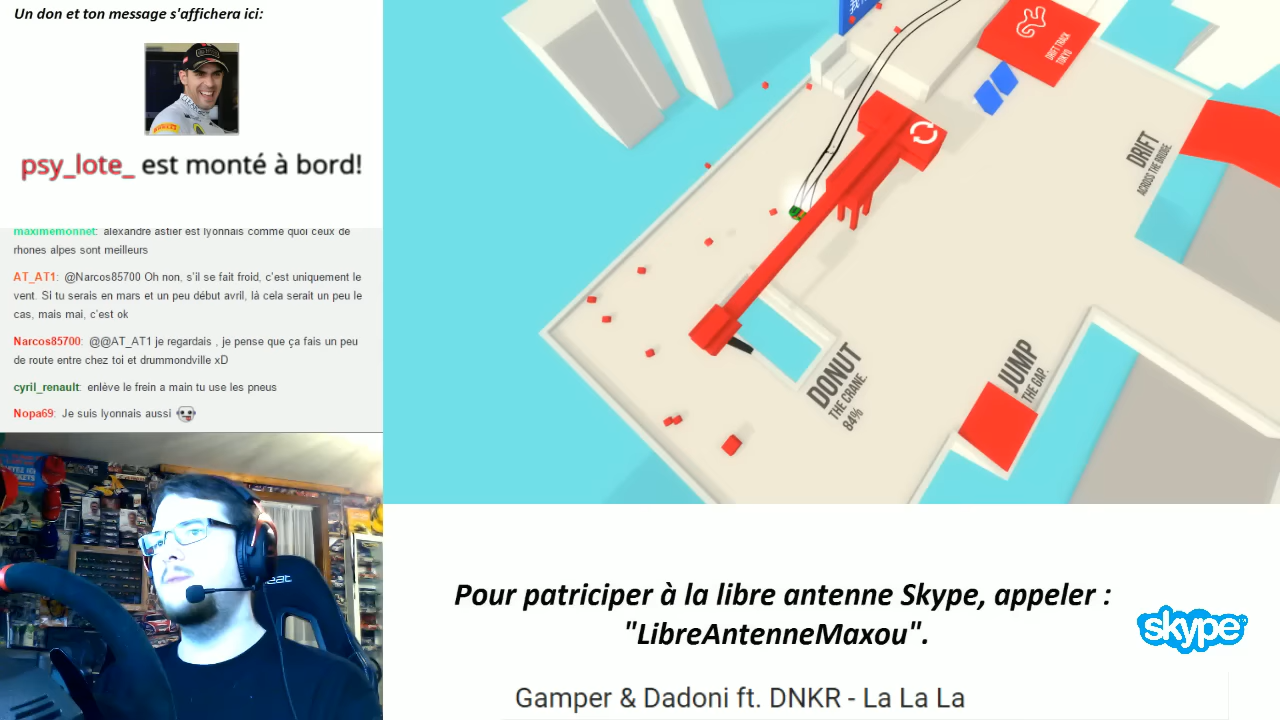 Un don et ton message s'affichera ici:
psy_lote_ est monté à bord!
maximemonnet: alexandre astier est lyonnais comme quoi ceux de
rhones alpes sont meilleurs
AT_AT1: @Narcos85700 Oh non, s'il se fait froid, c'est uniquement le
vent. Si tu serais en mars et un peu début avril, là cela serait un peu le
cas, mais mai, c'est ok
Narcos85700: @@AT_AT1 je regardais , je pense que ça fais un peu
de route entre chez toi et drummondville xD
cyril_renault: enlève le frein a main tu use les pneus
Nopa69: Je suis lyonnais aussi
DRIFT TRACK
TOKYO
DRIFT
ACROSS THE BRIDGE.
DONUT
THE CRANE.
84%
JUMP
THE GAP.
Pour patriciper à la libre antenne Skype, appeler :
"LibreAntenneMaxou".
skype
Gamper & Dadoni ft. DNKR - La La La